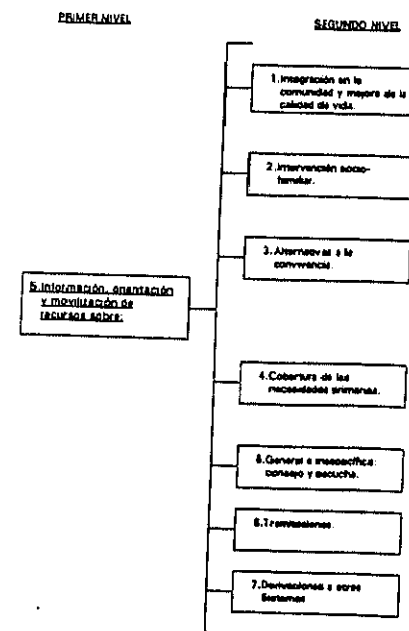 PRIMER NIVEL
SEGUNDO NIVEL
1.Integración en la
comunidad y mejora de la
calidad de vida.
2.Intervención socio-
familiar.
3.Alternativas a la
convivencia.
5.Información, orientación
y movilización de
recursos sobre:
4.Cobertura de las
necesidades primarias.
5.General e inespecífica:
consejo y escucha.
6.Tramitaciones.
7.Derivaciones a otros
Sistemas